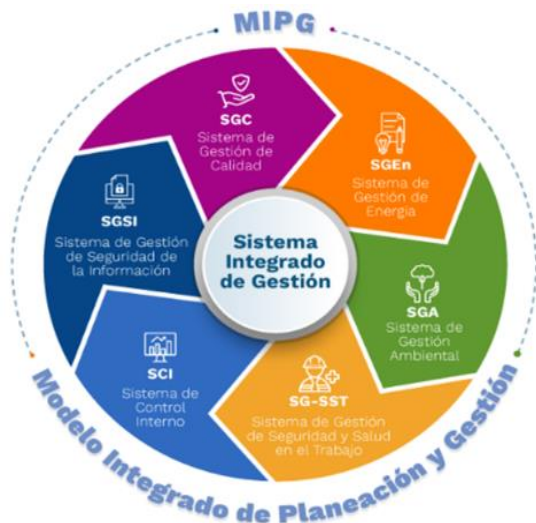 MIPG
SGC
Sistema de
Gestión de
Calidad
SGEn
Sistema de
Gestión de
Energia
SGA
Sistema de
Gestión
Ambiental
SG-SST
Sistema de Gestión
de Seguridad y Salud
en el Trabajo
SCI
Sistema de
Control
Interno
SGSI
Sistema de Gestión
de Seguridad de
la Información
Sistema
Integrado
de Gestión
Modelo Integrado de Planeación y Gestión